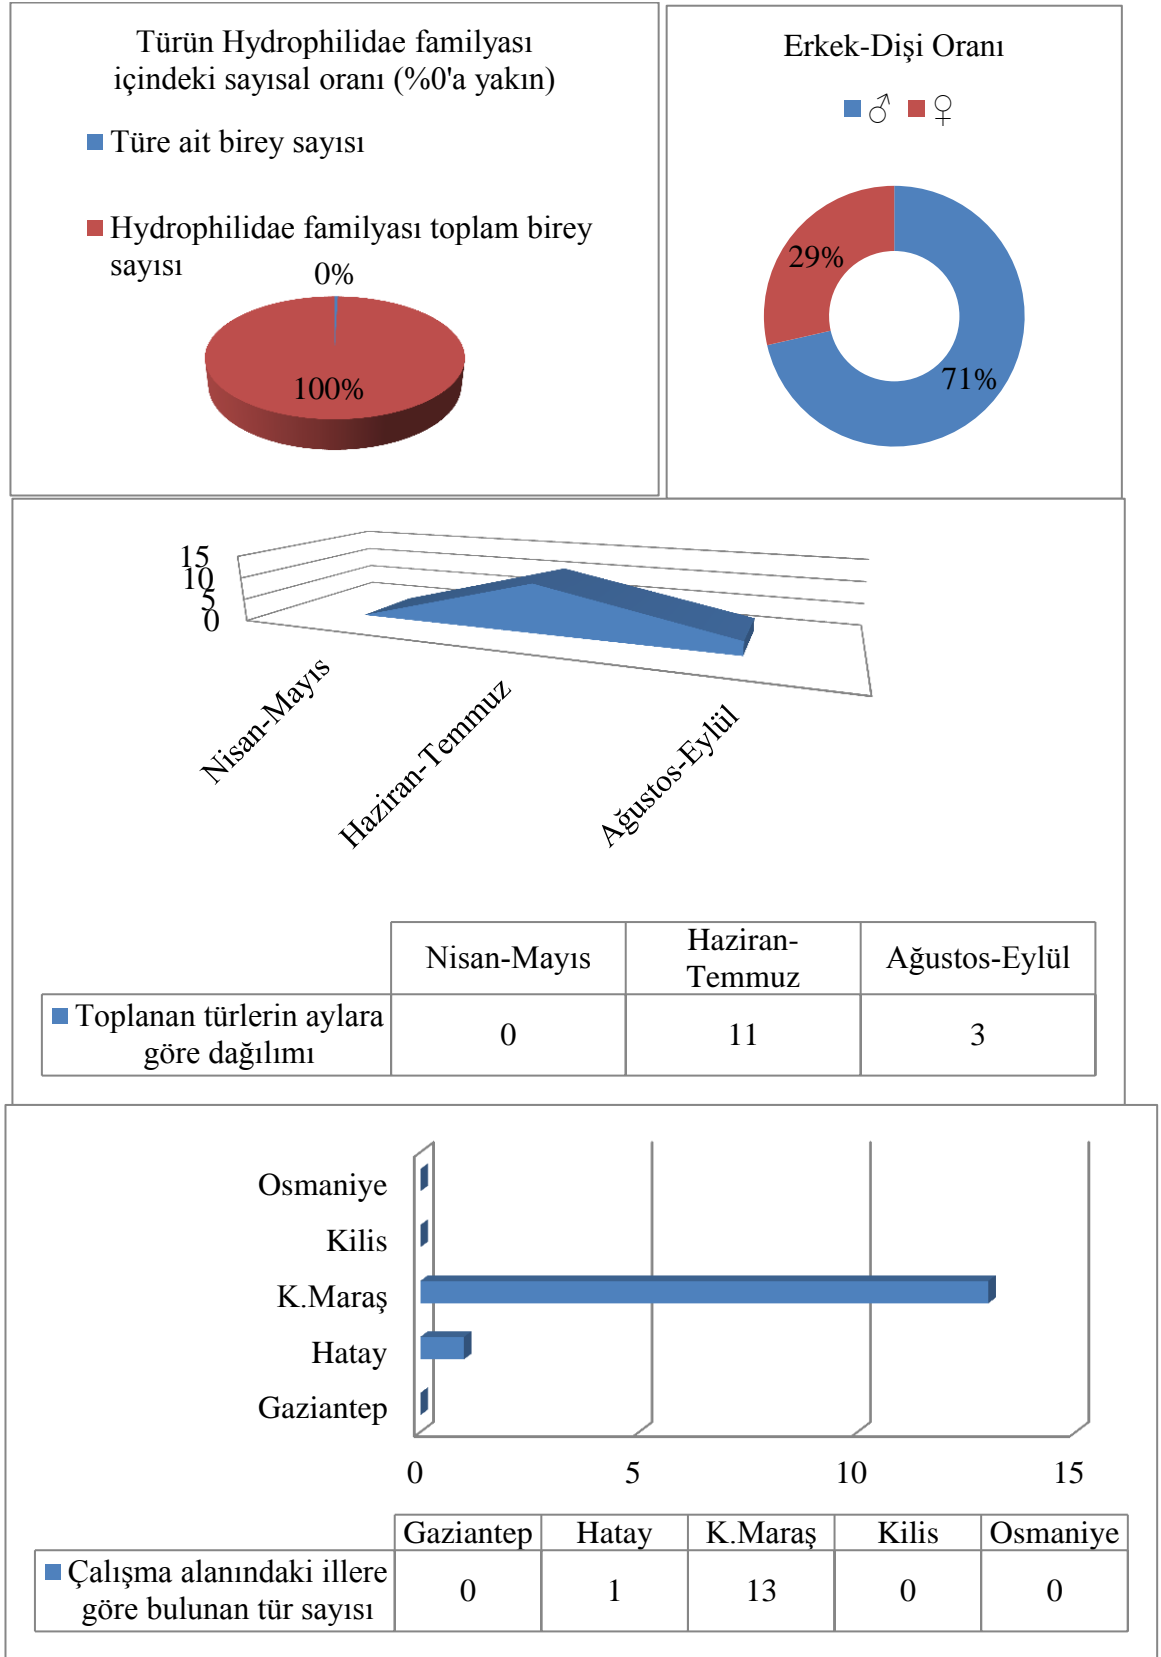 Türün Hydrophilidae familyası
içindeki sayısal oranı (%0'a yakın)
Türe ait birey sayısı
Hydrophilidae familyası toplam birey
sayısı
0%
100%
Erkek-Dişi Oranı
♂ ♀
29%
71%
15
10
5
0
Nisan-Mayıs
Haziran-Temmuz
Ağustos-Eylül
Nisan-Mayıs
Haziran-
Temmuz
Ağustos-Eylül
Toplanan türlerin aylara
göre dağılımı
0 11 3
Osmaniye
Kilis
K.Maraş
Hatay
Gaziantep
0 5 10 15
Gaziantep Hatay K.Maraş Kilis Osmaniye
Çalışma alanındaki illere
göre bulunan tür sayısı
0 1 13 0 0